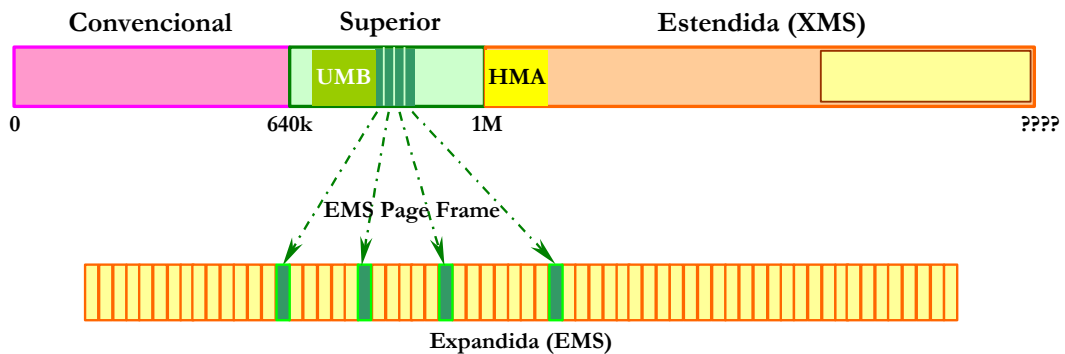 Convencional
Superior
Estendida (XMS)
UMB
HMA
0
640k
1M
????
EMS Page Frame
Expandida (EMS)